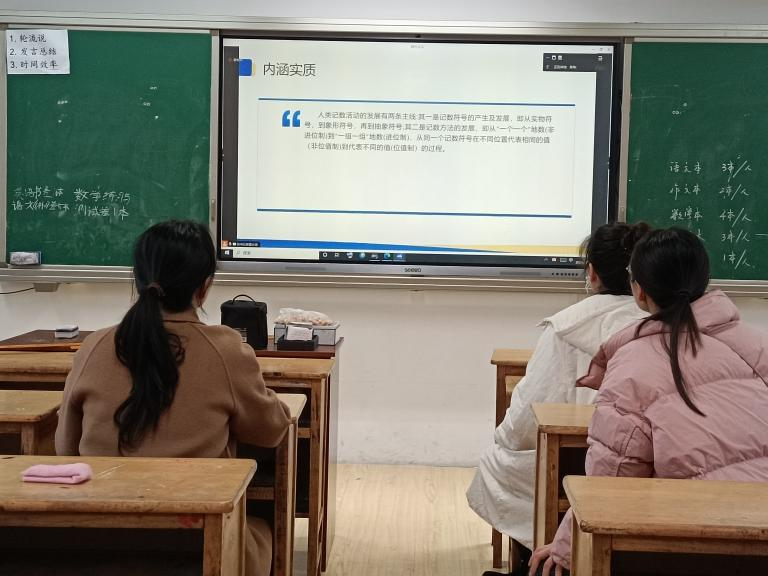 1. 轮流说
2. 发言总结
3. 时间效率
内涵实质
人类记数活动的发展有两条主线:其一是记数符号的产生及发展，即从实物符
号，到象形符号，再到抽象符号;其二是记数方法的发展，即从"一个一个"地数(非
进位制)到"一组一组"地数(进位制)，从同一个记数符号在不同位置代表相同的值
（非位值制)到代表不同的值(位值制）的过程。
数学
测试卷1本
语文本 3本/人
作文本 2本/人
数学本 4本/人
3本/人
1本/人
seewo